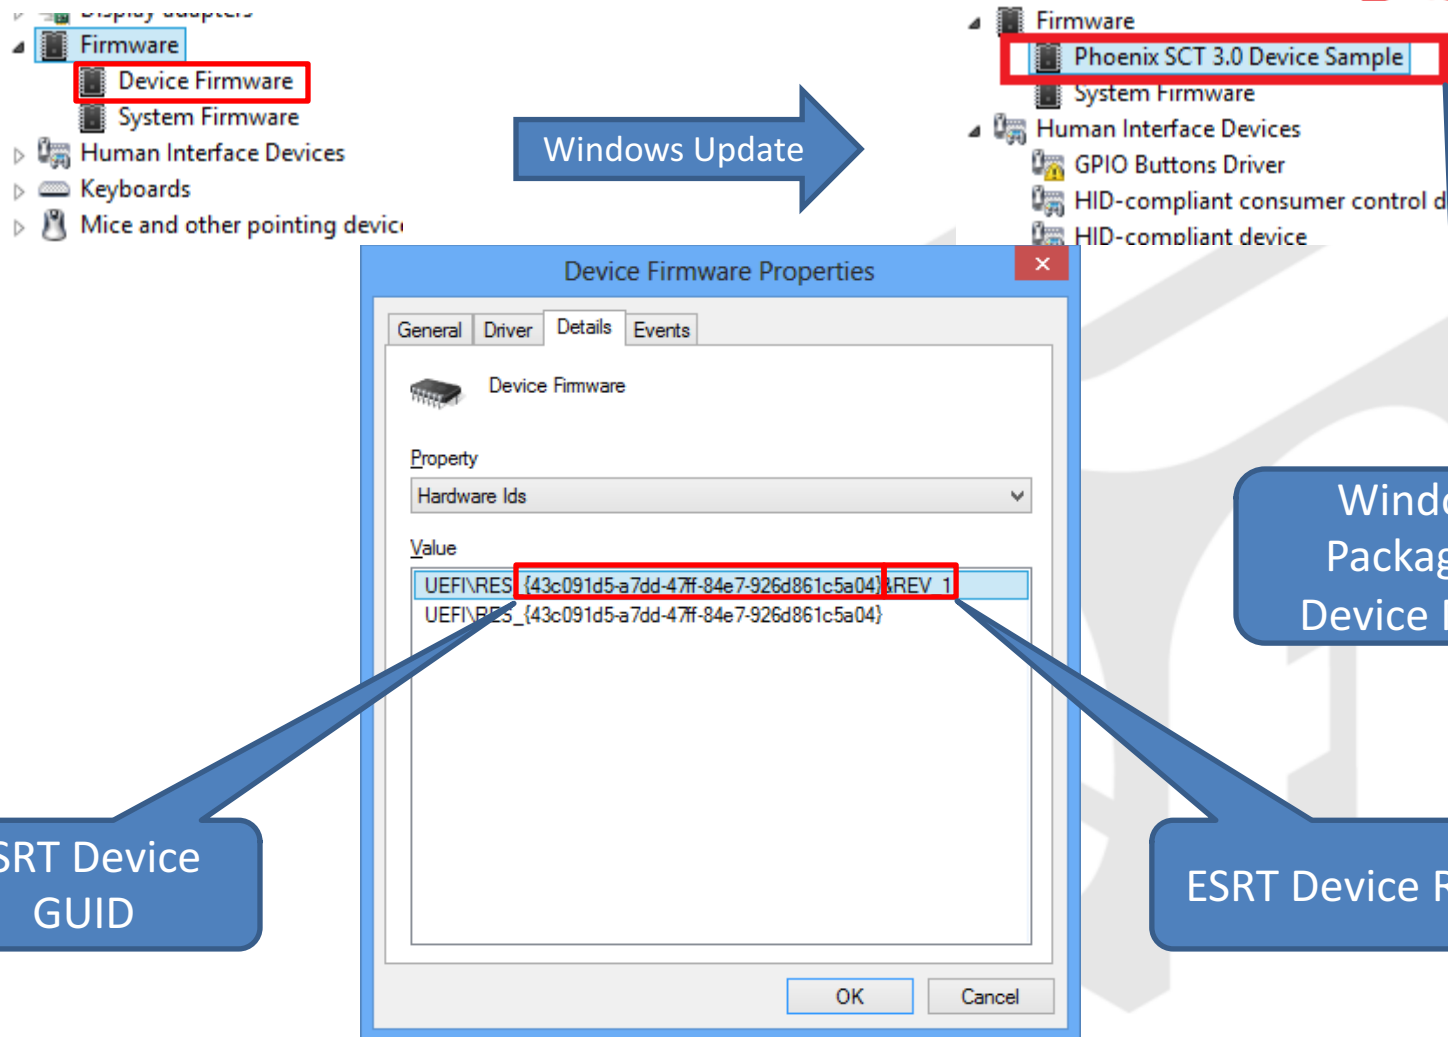 Display adapters
Firmware
Device Firmware
System Firmware
Human Interface Devices
Keyboards
Mice and other pointing device
Windows Update
Firmware
Phoenix SCT 3.0 Device Sample
System Firmware
Human Interface Devices
GPIO Buttons Driver
HID-compliant consumer control d
HID-compliant device
Device Firmware Properties
General Driver Details Events
Device Firmware
Property
Hardware Ids
Value
UEFI\RES_{43c091d5-a7dd-47ff-84e7-926d861c5a04}&REV_1
UEFI\RES_{43c091d5-a7dd-47ff-84e7-926d861c5a04}
Windo
Packag
Device
SRT Device
GUID
ESRT Device R
OK Cancel